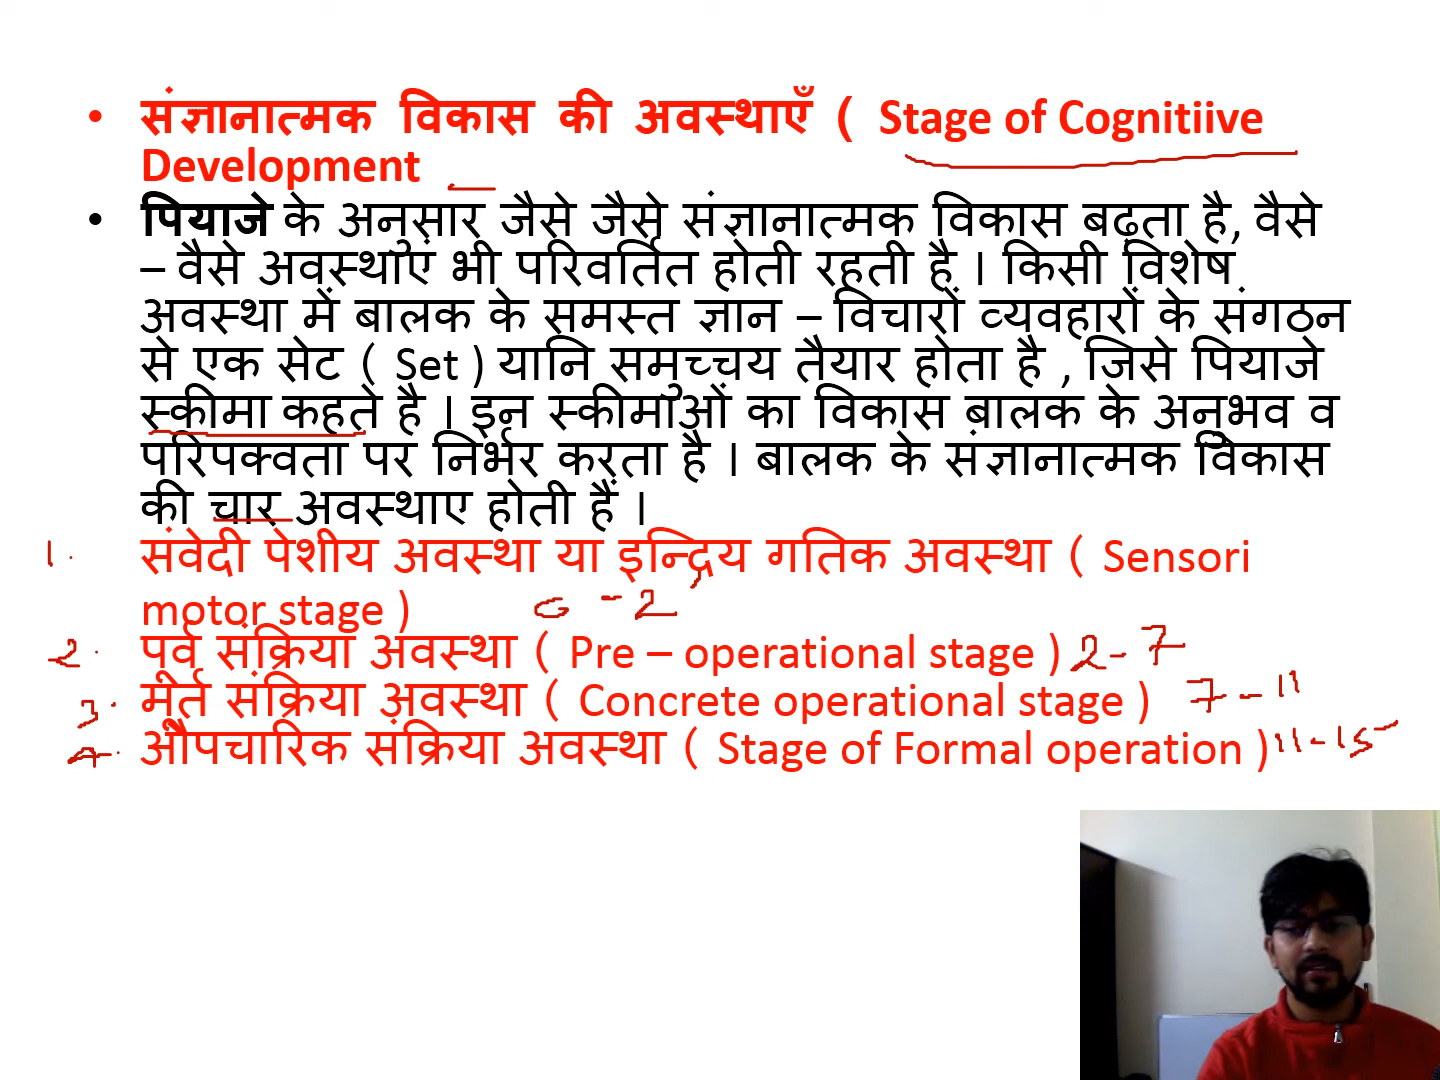 • संज्ञानात्मक विकास की अवस्थाएँ ( Stage of Cognitiive
Development
• पियाजे के अनुसार जैसे जैसे संज्ञानात्मक विकास बढ़ता है, वैसे
– वैसे अवस्थाएं भी परिवर्तित होती रहती है । किसी विशेष
अवस्था में बालक के समस्त ज्ञान – विचारों व्यवहारों के संगठन
से एक सेट ( Set ) यानि समुच्चय तैयार होता है , जिसे पियाजे
स्कीमा कहते है । इन स्कीमाओं का विकास बालक के अनुभव व
परिपक्वता पर निर्भर करता है । बालक के संज्ञानात्मक विकास
की चार अवस्थाए होती हैं ।
1. संवेदी पेशीय अवस्था या इन्द्रिय गतिक अवस्था ( Sensori
motor stage ) 0 - 2
2. पूर्व संक्रिया अवस्था ( Pre – operational stage ) 2 - 7
3. मूर्त संक्रिया अवस्था ( Concrete operational stage ) 7 - 11
4. औपचारिक संक्रिया अवस्था ( Stage of Formal operation ) 11 - 15